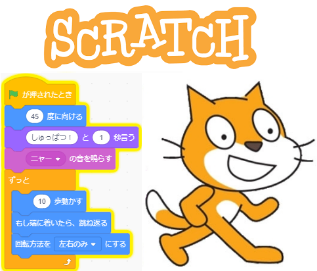 SCRATCH
が押されたとき
45 度に向ける
しゅっぱつ! と 1 秒言う
ニャー の音を鳴らす
ずっと
10 歩動かす
もし端に着いたら、跳ね返る
回転方法を 左右のみ にする